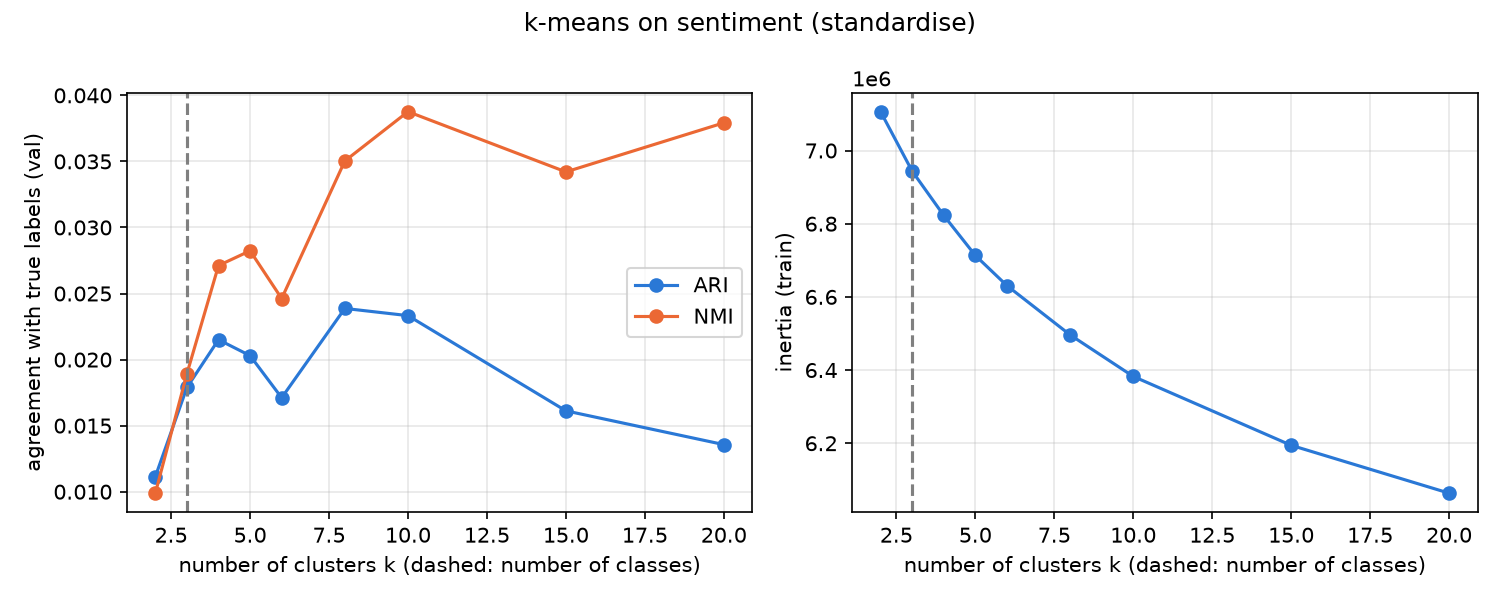 k-means on sentiment (standardise)
agreement with true labels (val)
0.040
0.035
0.030
0.025
0.020
0.015
0.010
ARI
NMI
2.5 5.0 7.5 10.0 12.5 15.0 17.5 20.0
number of clusters k (dashed: number of classes)
1e6
inertia (train)
7.0
6.8
6.6
6.4
6.2
2.5 5.0 7.5 10.0 12.5 15.0 17.5 20.0
number of clusters k (dashed: number of classes)